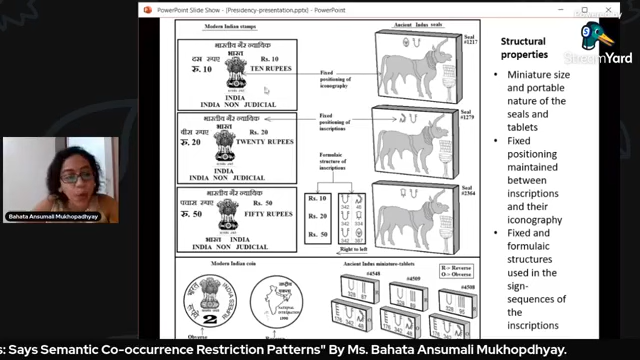 PowerPoint Slide Show - [Presidency-presentation.pptx] - PowerPoint
Modern Indian stamps
Ancient Indus seals
भारतीय गैर न्यायिक
भारत
दस रुपए
रु. 10
Rs. 10
TEN RUPEES
INDIA
INDIA NON JUDICIAL
Fixed
positioning of
iconography
Seal
#1217
भारतीय गैर न्यायिक
भारत
बीस रुपए
रु. 20
Rs. 20
TWENTY RUPEES
INDIA
INDIA NON JUDICIAL
Fixed
positioning of
inscriptions
Seal
#1279
Formulaic
structure of
inscriptions
भारतीय गैर न्यायिक
भारत
पचास रुपए
रु. 50
Rs. 50
FIFTY RUPEES
भारत INDIA
INDIA NON JUDICIAL
Rs. 10
Rs. 20
Rs. 50
342 48
342
342
Right to left
Seal
#2364
Modern Indian coin
Ancient Indus miniature-tablets
R -> Reverse
O -> Obverse
#4548
#4509
#4508
2
Structural
properties
• Miniature size
and portable
nature of the
seals and
tablets
• Fixed
positioning
maintained
between
inscriptions
and their
iconography
• Fixed and
formulaic
structures
used in the
sign-
sequences of
the
inscriptions
StreamYard
Bahata Ansumali Mukhopadhyay
s: Says Semantic Co-occurrence Restriction Patterns" By Ms. Bahata Ansumali Mukhopdhyay.